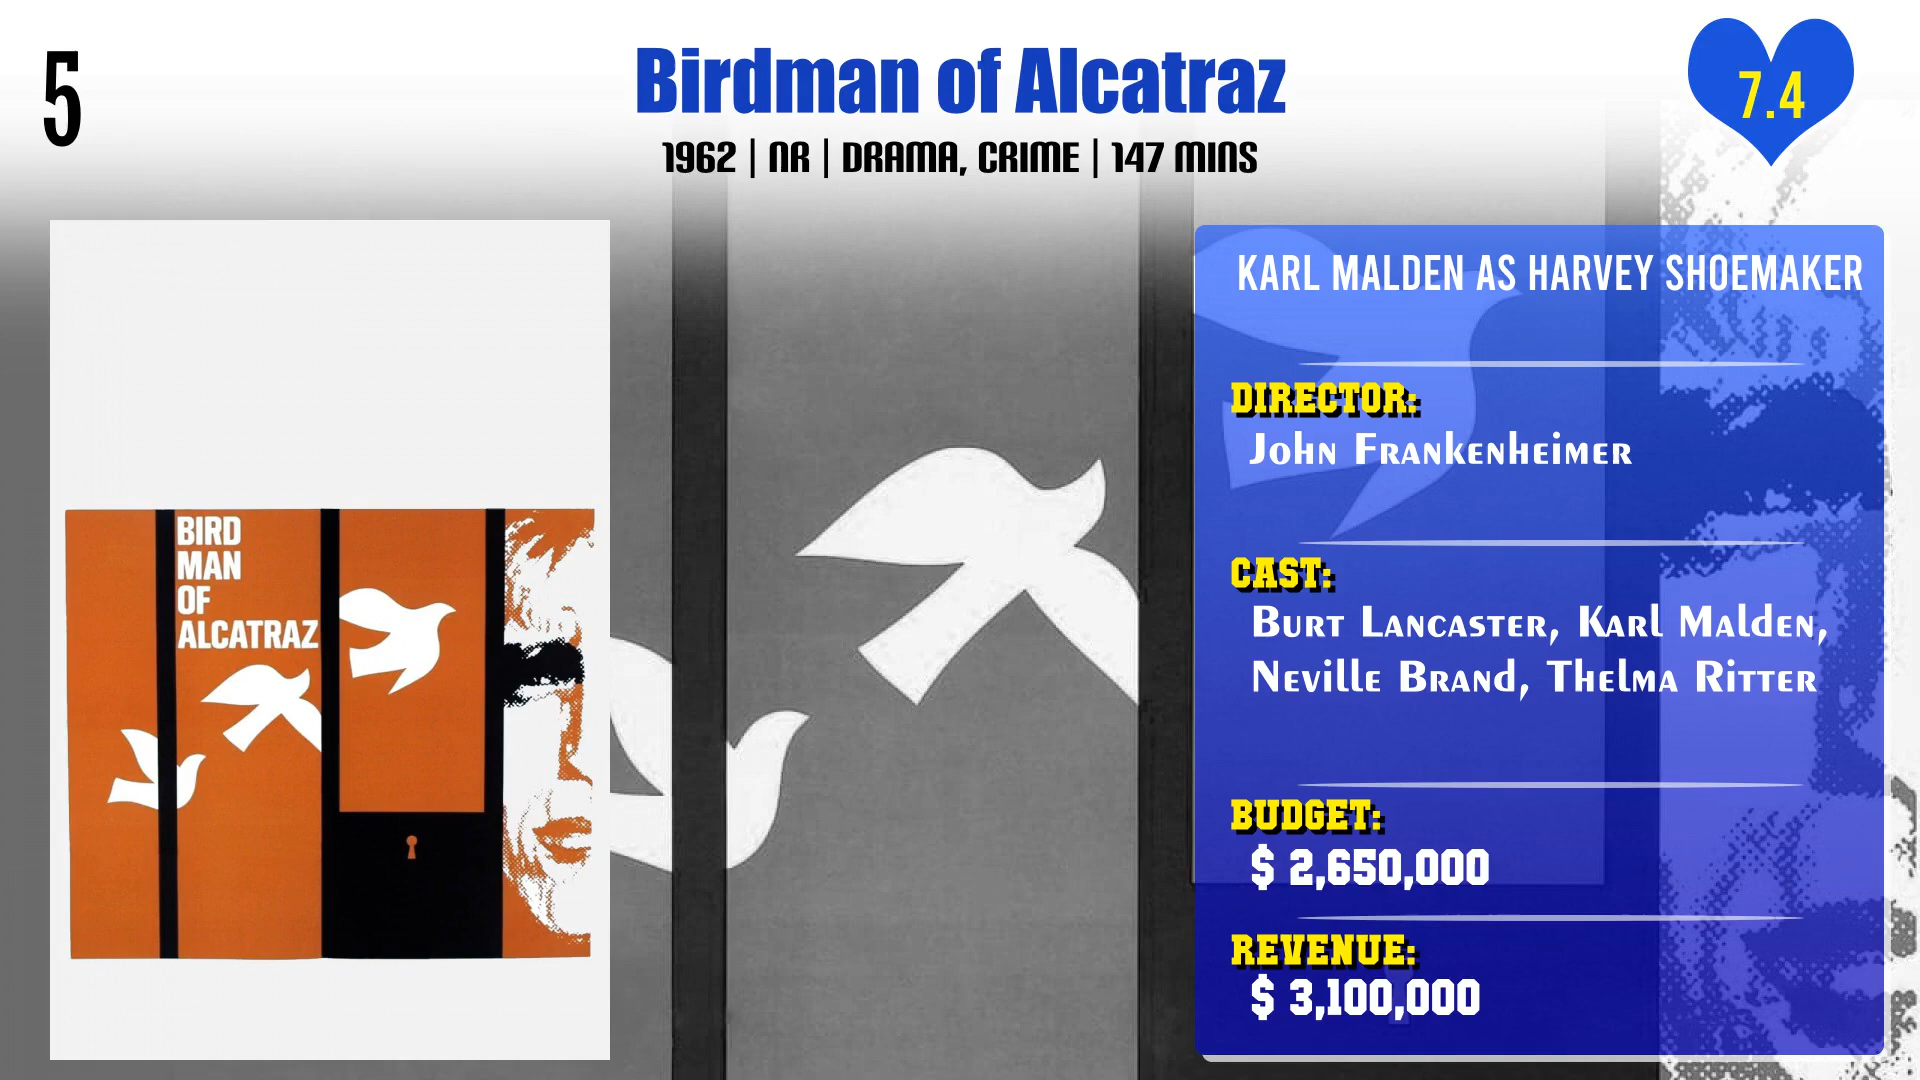 5
Birdman of Alcatraz
7.4
1962 | NR | DRAMA, CRIME | 147 MINS
BIRD
MAN
OF
ALCATRAZ
KARL MALDEN AS HARVEY SHOEMAKER
DIRECTOR:
John Frankenheimer
CAST:
Burt Lancaster, Karl Malden,
Neville Brand, Thelma Ritter
BUDGET:
$ 2,650,000
REVENUE:
$ 3,100,000